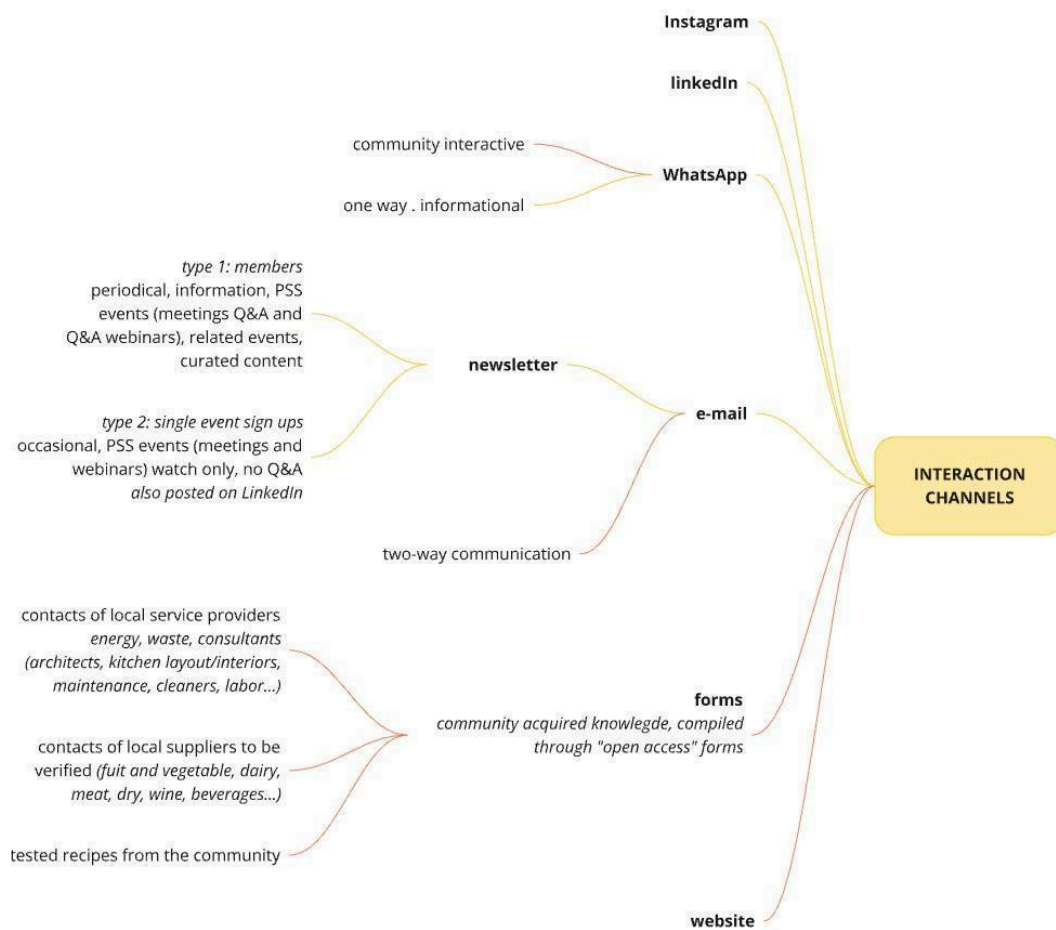 Instagram
linkedIn
community interactive
WhatsApp
one way . informational
type 1: members
periodical, information, PSS
events (meetings Q&A and
Q&A webinars), related events,
curated content
newsletter
e-mail
type 2: single event sign ups
occasional, PSS events (meetings and
webinars) watch only, no Q&A
also posted on LinkedIn
INTERACTION
CHANNELS
two-way communication
contacts of local service providers
energy, waste, consultants
(architects, kitchen layout/interiors,
maintenance, cleaners, labor...)
forms
community acquired knowlegde, compiled
through "open access" forms
contacts of local suppliers to be
verified (fuit and vegetable, dairy,
meat, dry, wine, beverages...)
tested recipes from the community
website